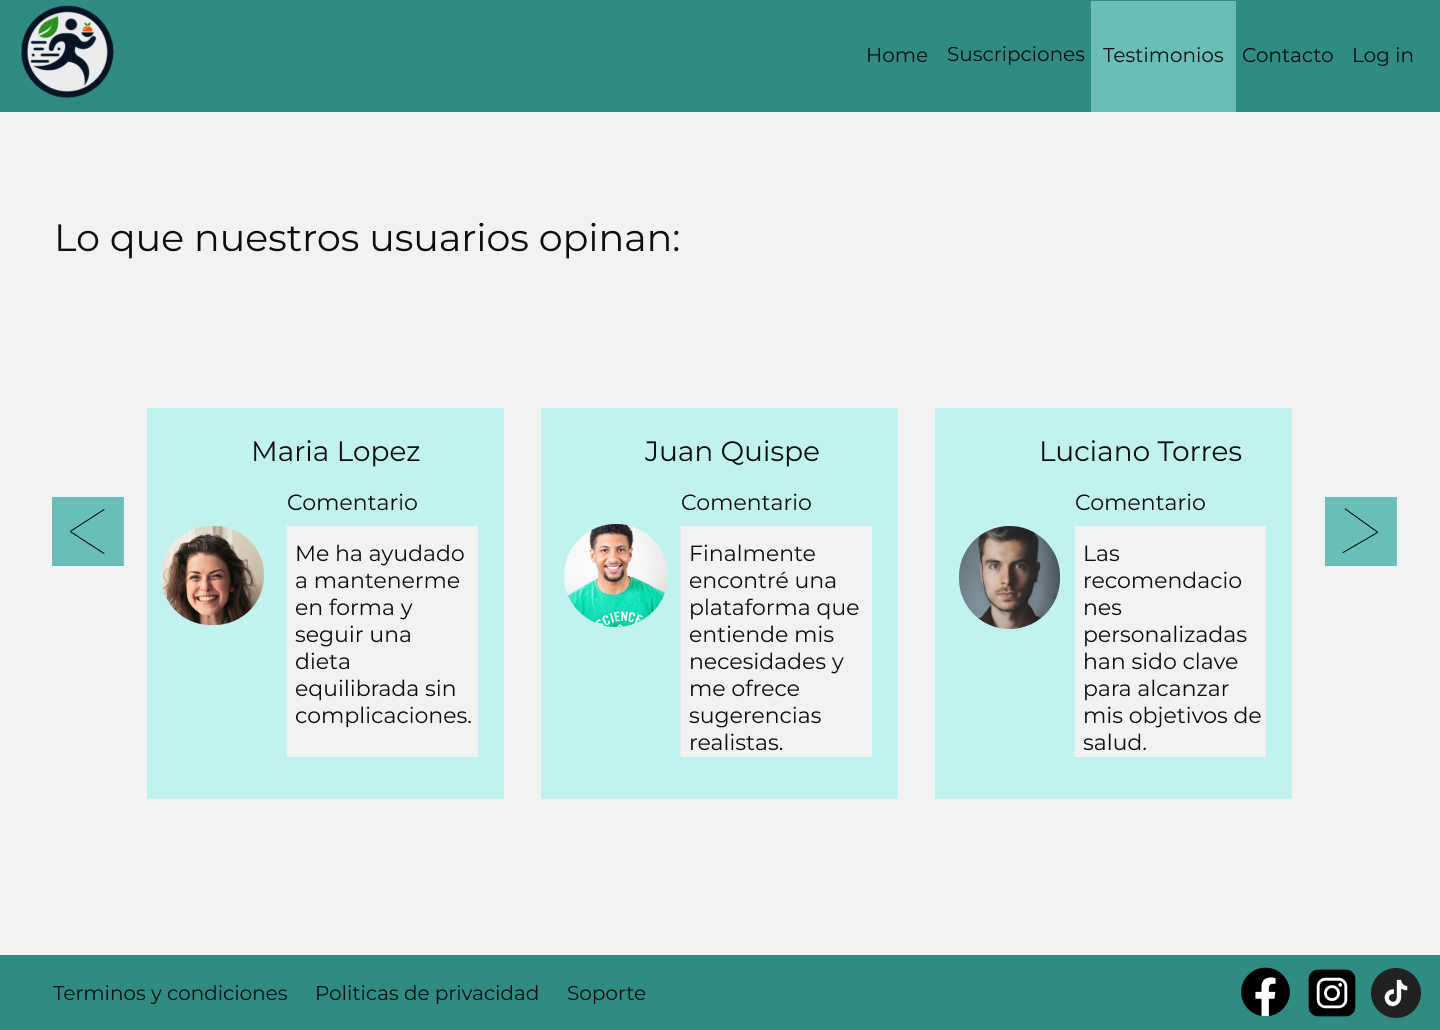 Home Suscripciones Testimonios Contacto Log in
Lo que nuestros usuarios opinan:
Maria Lopez
Comentario
Me ha ayudado
a mantenerme
en forma y
seguir una
dieta
equilibrada sin
complicaciones.
Juan Quispe
Comentario
Finalmente
encontré una
plataforma que
entiende mis
necesidades y
me ofrece
sugerencias
realistas.
SCIENCE
Luciano Torres
Comentario
Las
recomendacio
nes
personalizadas
han sido clave
para alcanzar
mis objetivos de
salud.
Terminos y condiciones Politicas de privacidad Soporte